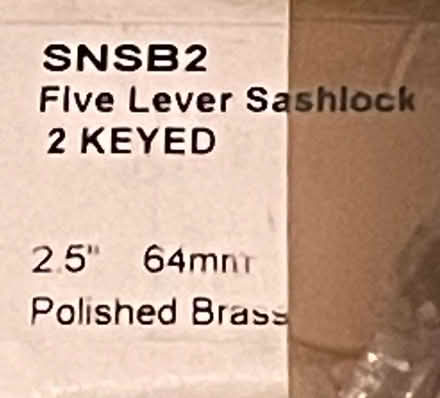 SNSB2
Five Lever Sashlock
2 KEYED
2.5" 64mm
Polished Brass